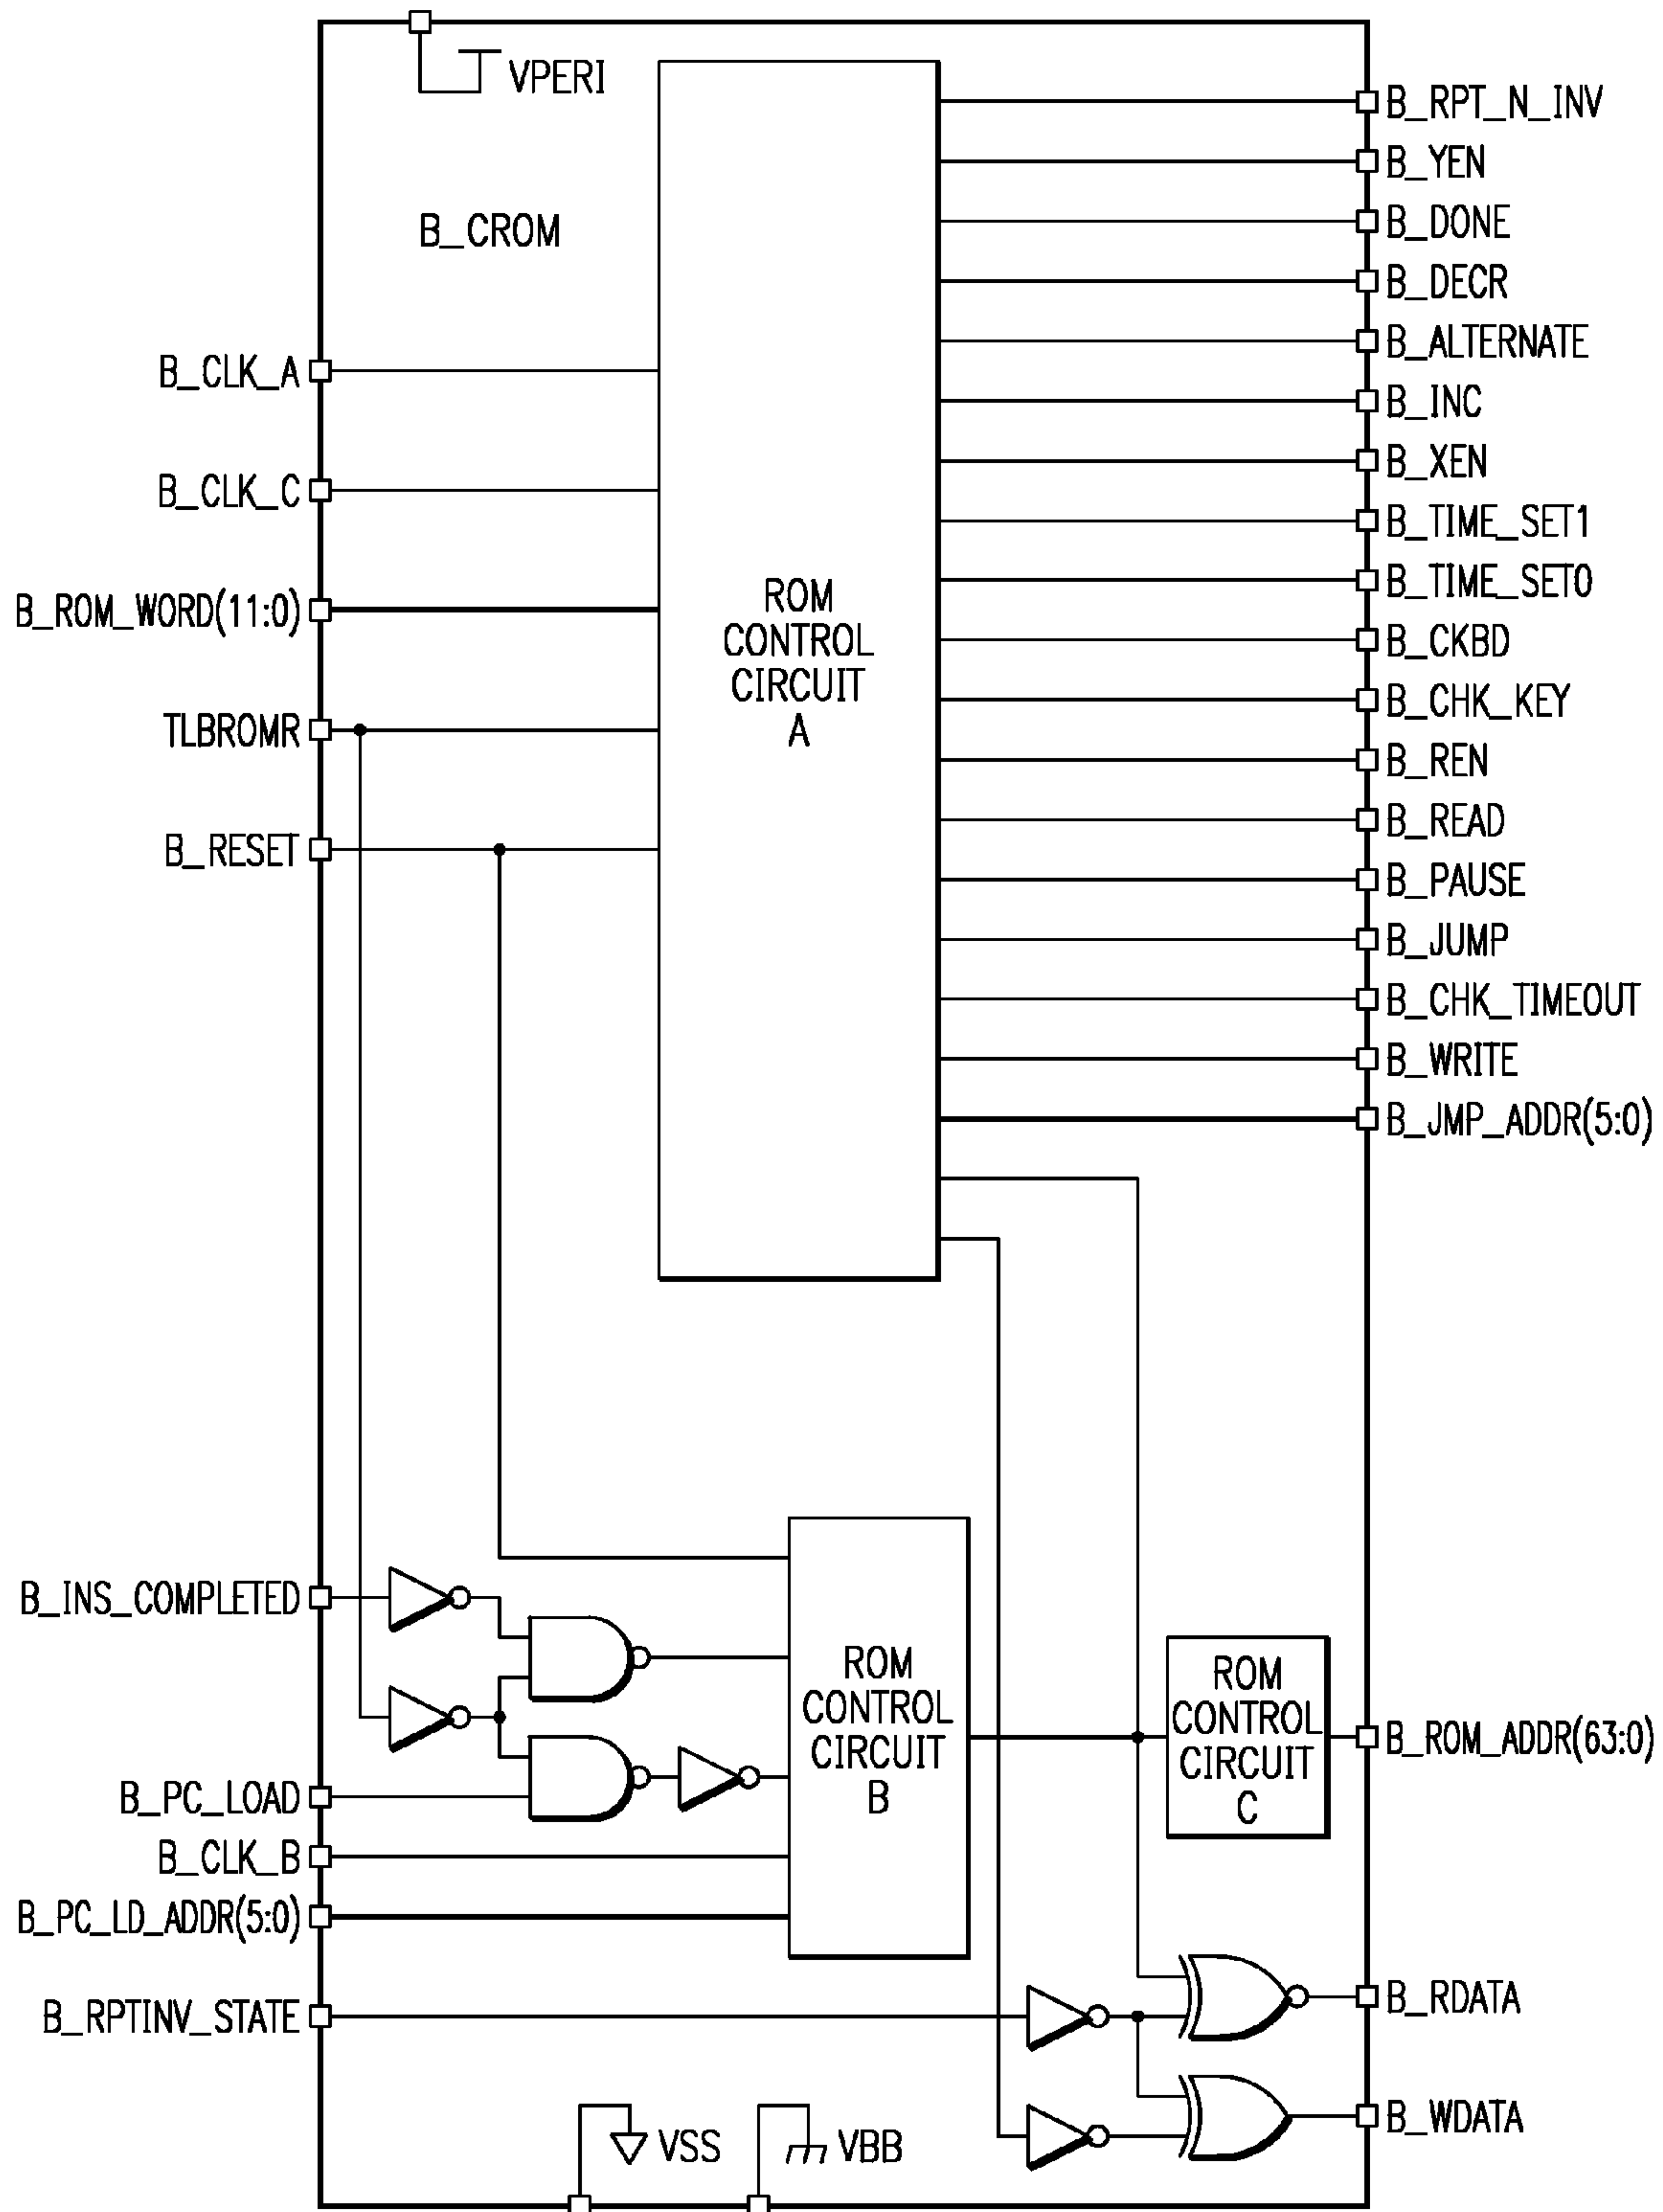 VPERI
B_CROM
B_CLK_A
B_CLK_C
B_ROM_WORD(11:0)
TLBROMR
B_RESET
ROM
CONTROL
CIRCUIT
A
B_RPT_N_INV
B_YEN
B_DONE
B_DECR
B_ALTERNATE
B_INC
B_XEN
B_TIME_SET1
B_TIME_SET0
B_CKBD
B_CHK_KEY
B_REN
B_READ
B_PAUSE
B_JUMP
B_CHK_TIMEOUT
B_WRITE
B_JMP_ADDR(5:0)
B_INS_COMPLETED
B_PC_LOAD
B_CLK_B
B_PC_LD_ADDR(5:0)
B_RPTINV_STATE
ROM
CONTROL
CIRCUIT
B
ROM
CONTROL
CIRCUIT
C
B_ROM_ADDR(63:0)
B_RDATA
B_WDATA
VSS
VBB